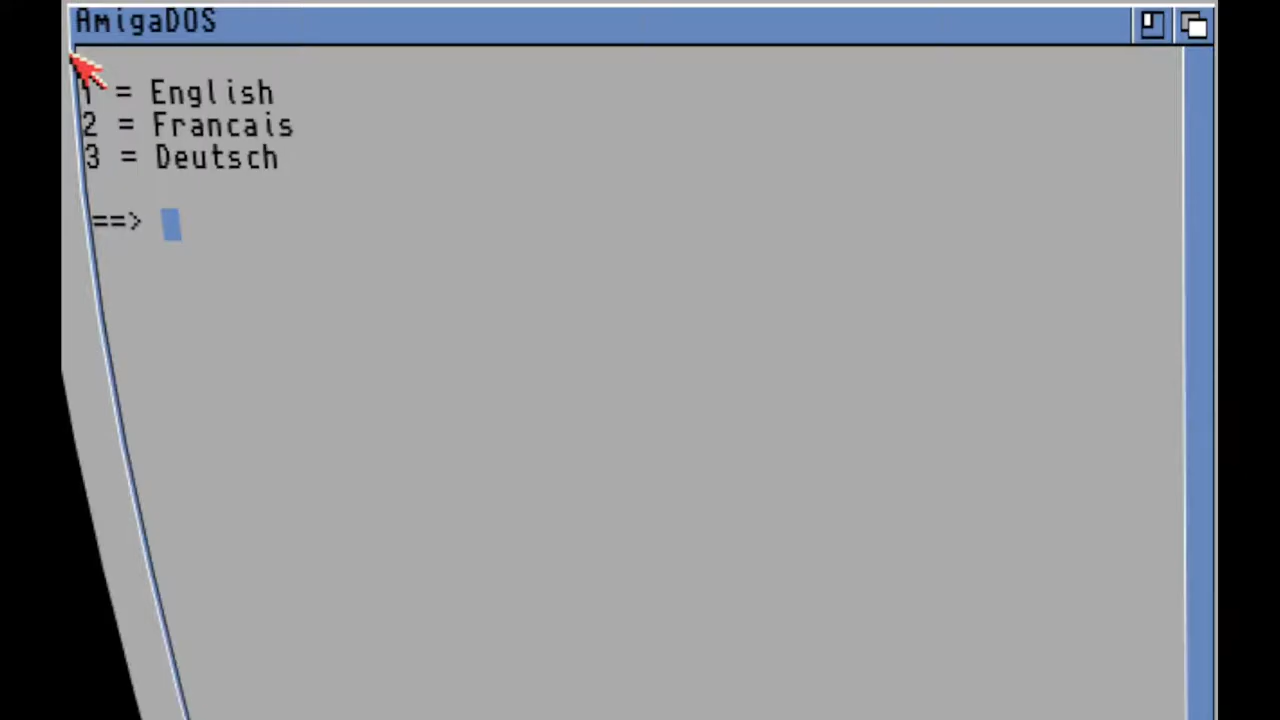 AmigaDOS
1 = English
2 = Francais
3 = Deutsch
==>